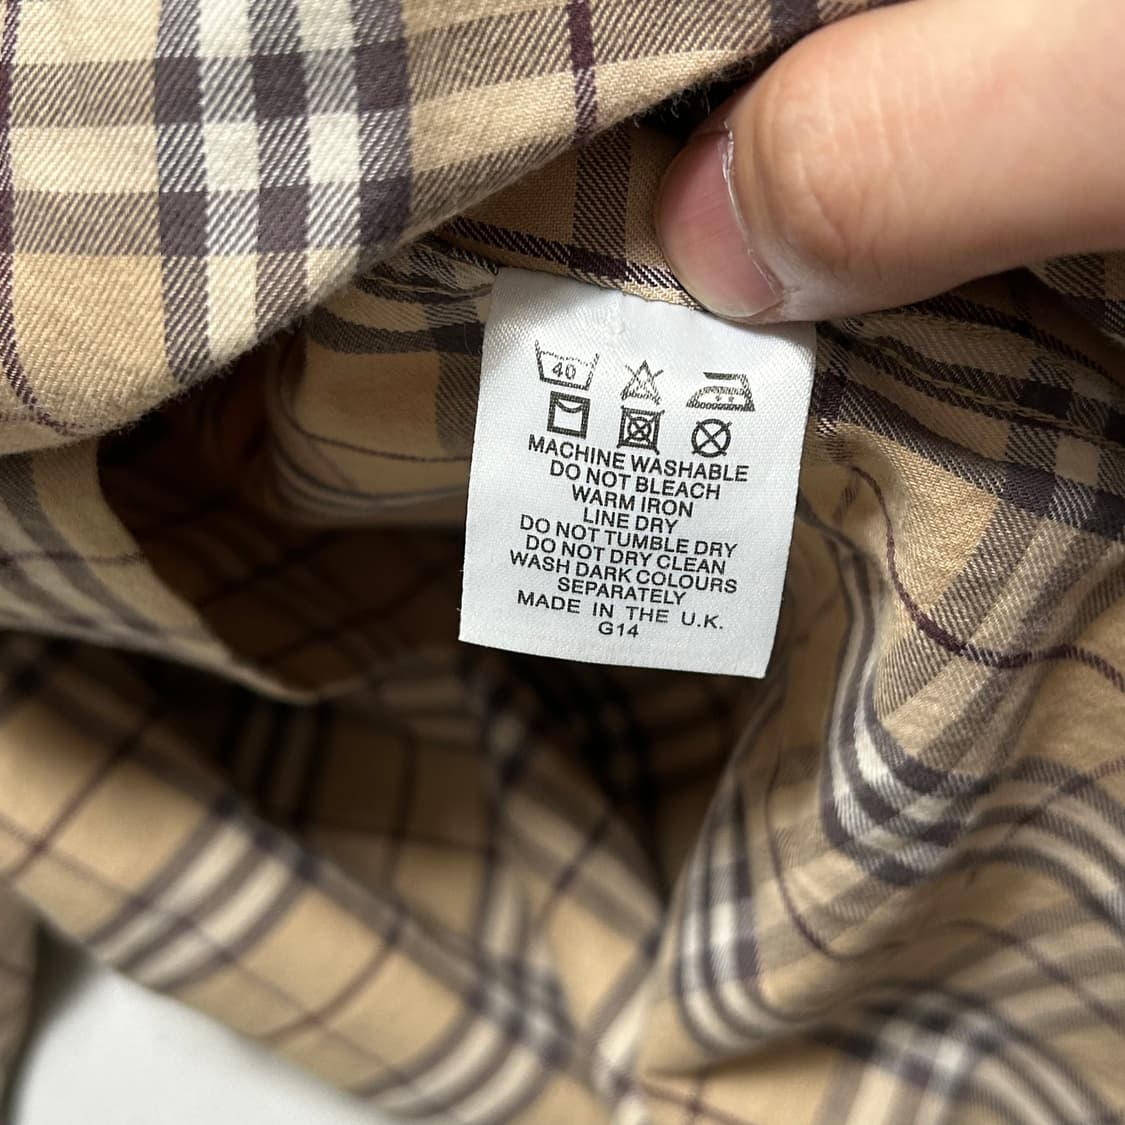 40
MACHINE WASHABLE
DO NOT BLEACH
WARM IRON
LINE DRY
DO NOT TUMBLE DRY
DO NOT DRY CLEAN
WASH DARK COLOURS
SEPARATELY
MADE IN THE U.K.
G14